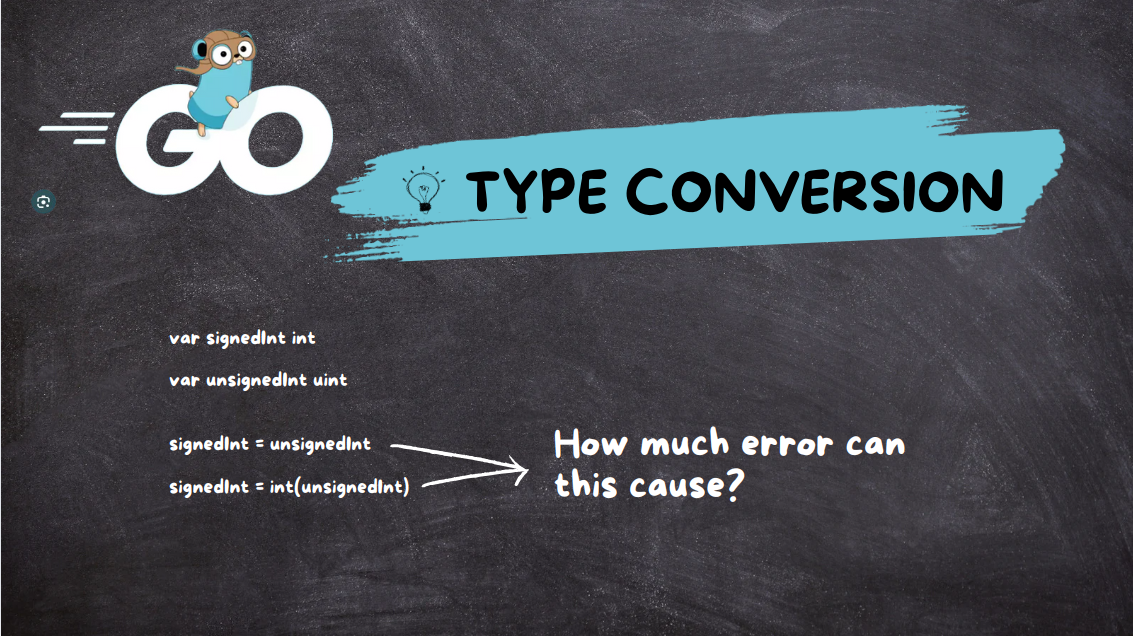 GO
TYPE CONVERSION
var signedInt int
var unsignedInt uint
signedInt = unsignedInt
signedInt = int(unsignedInt)
How much error can
this cause?